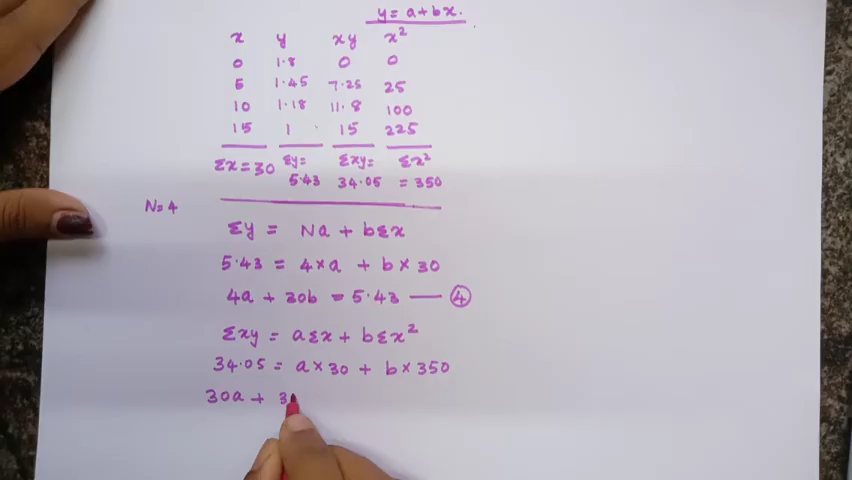 y = a + bx.
x y xy x²
0 1.8 0 0
5 1.45 7.25 25
10 1.18 11.8 100
15 1 15 225
Σx = 30 Σy = 5.43 Σxy = 34.05 Σx² = 350
N = 4
Σy = Na + bΣx
5.43 = 4×a + b×30
4a + 30b = 5.43 — ④
Σxy = aΣx + bΣx²
34.05 = a×30 + b×350
30a + 3